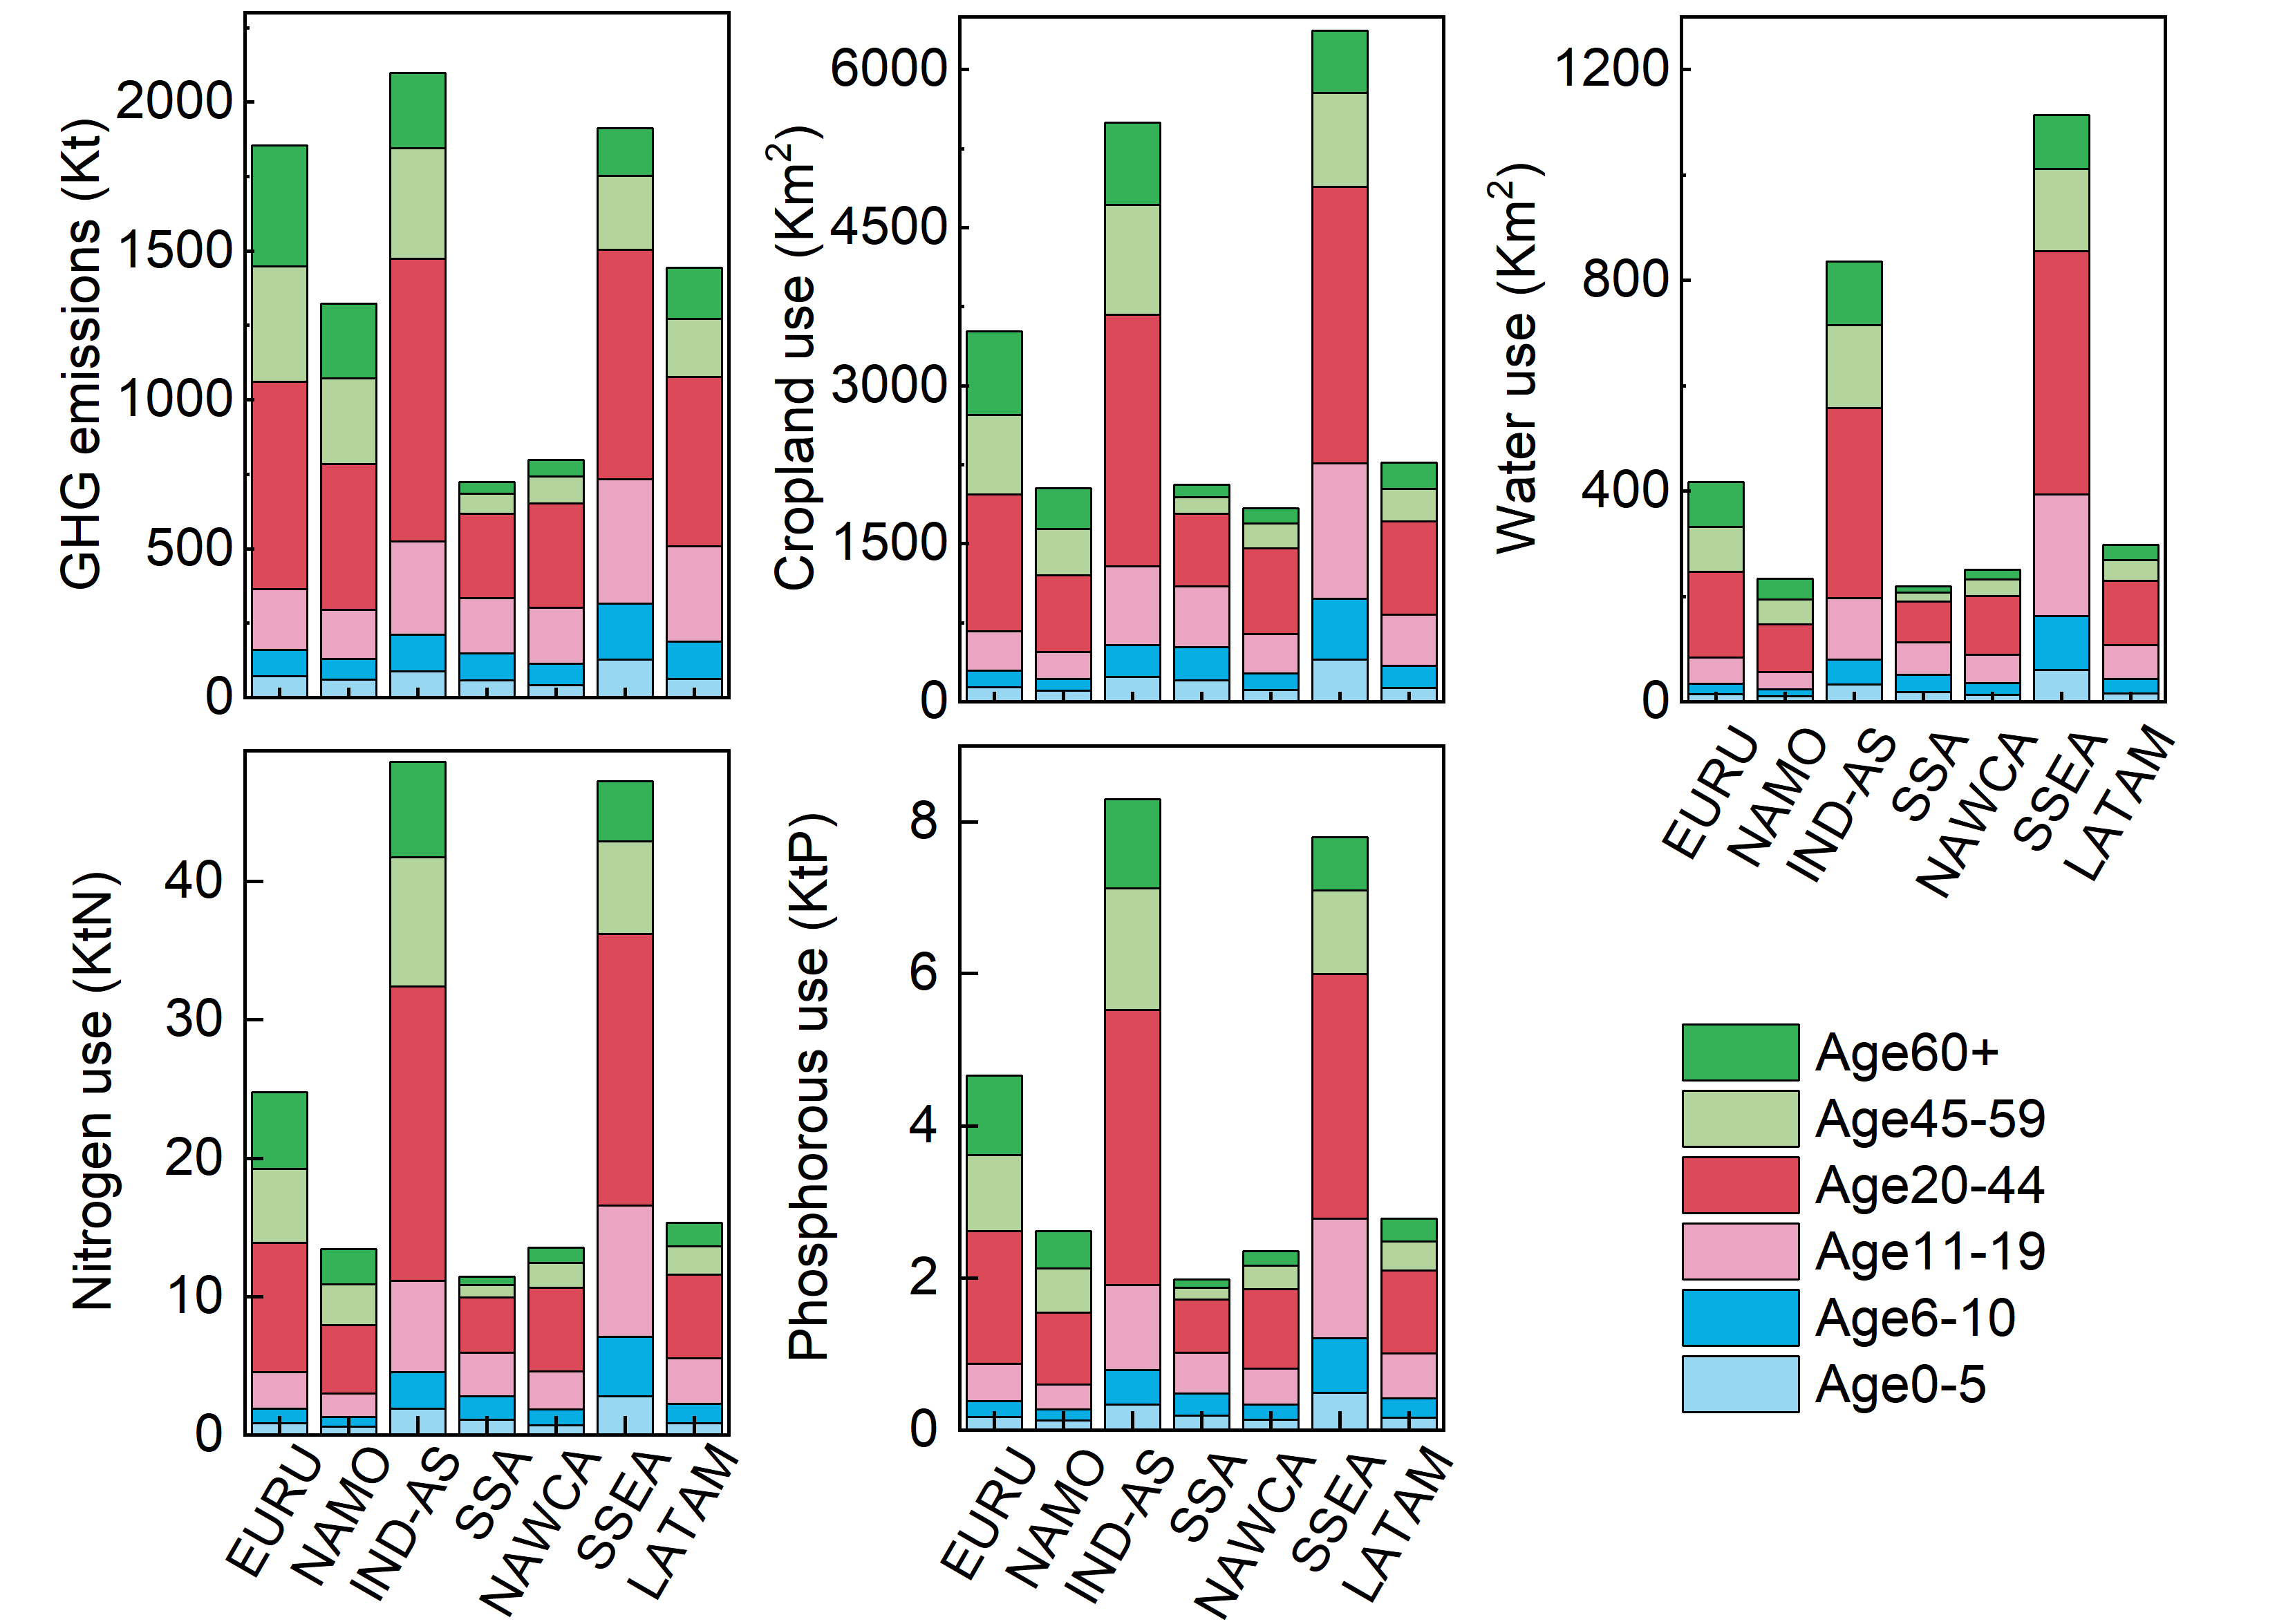 GHG emissions (Kt)
2000
1500
1000
500
0
Cropland use (Km²)
6000
4500
3000
1500
0
Water use (Km²)
1200
800
400
0
EURU
NAMO
IND-AS
SSA
NAWCA
SSEA
LATAM
Nitrogen use (KtN)
40
30
20
10
0
EURU
NAMO
IND-AS
SSA
NAWCA
SSEA
LATAM
Phosphorous use (KtP)
8
6
4
2
0
EURU
NAMO
IND-AS
SSA
NAWCA
SSEA
LATAM
Age60+
Age45-59
Age20-44
Age11-19
Age6-10
Age0-5